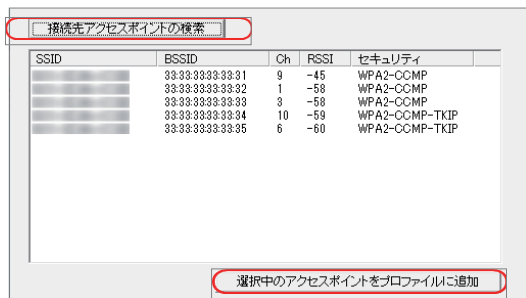 接続先アクセスポイントの検索
SSID BSSID Ch RSSI セキュリティ
33:33:33:33:33:31 9 -45 WPA2-CCMP
33:33:33:33:33:32 1 -58 WPA2-CCMP
33:33:33:33:33:33 3 -58 WPA2-CCMP
33:33:33:33:33:34 10 -59 WPA2-CCMP-TKIP
33:33:33:33:33:35 6 -60 WPA2-CCMP-TKIP
選択中のアクセスポイントをプロファイルに追加